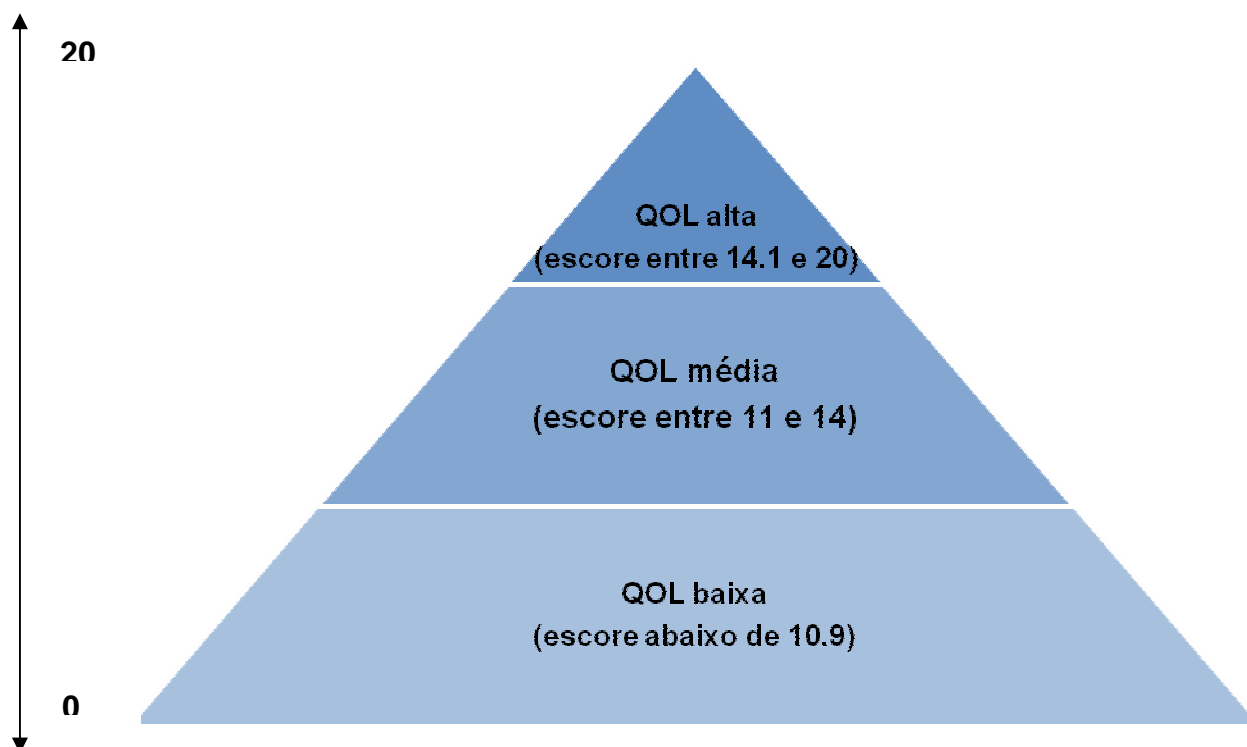 20
QOL alta
(escore entre 14.1 e 20)
QOL média
(escore entre 11 e 14)
QOL baixa
(escore abaixo de 10.9)
0